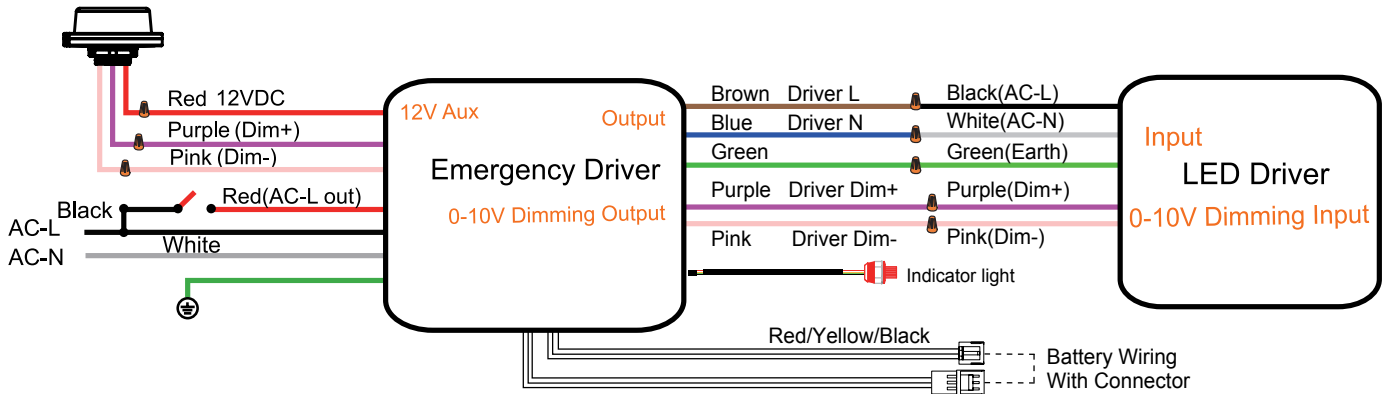 Red 12VDC
Purple (Dim+)
Pink (Dim-)
Black
Red(AC-L out)
AC-L
White
AC-N
12V Aux
Output
Emergency Driver
0-10V Dimming Output
Brown Driver L
Blue Driver N
Green
Purple Driver Dim+
Pink Driver Dim-
Black(AC-L)
White(AC-N)
Green(Earth)
Purple(Dim+)
Pink(Dim-)
Indicator light
Input
LED Driver
0-10V Dimming Input
Red/Yellow/Black
Battery Wiring
With Connector